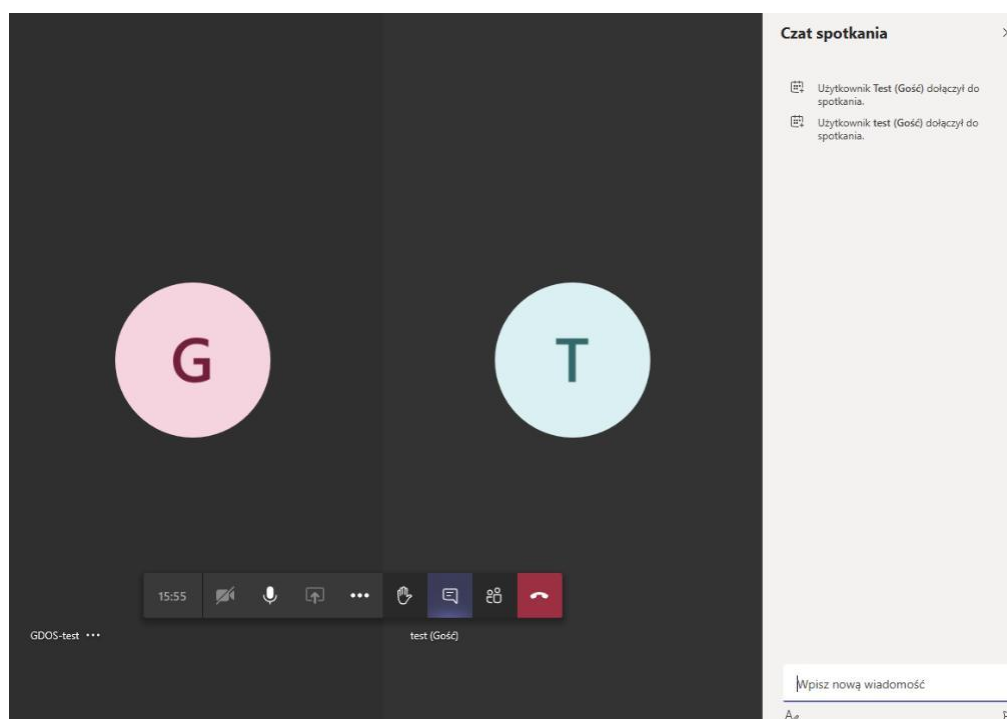 Czat spotkania
Użytkownik Test (Gość) dołączył do
spotkania.
Użytkownik test (Gość) dołączył do
spotkania.
G
T
15:55
GDOS-test
test (Gość)
Wpisz nową wiadomość